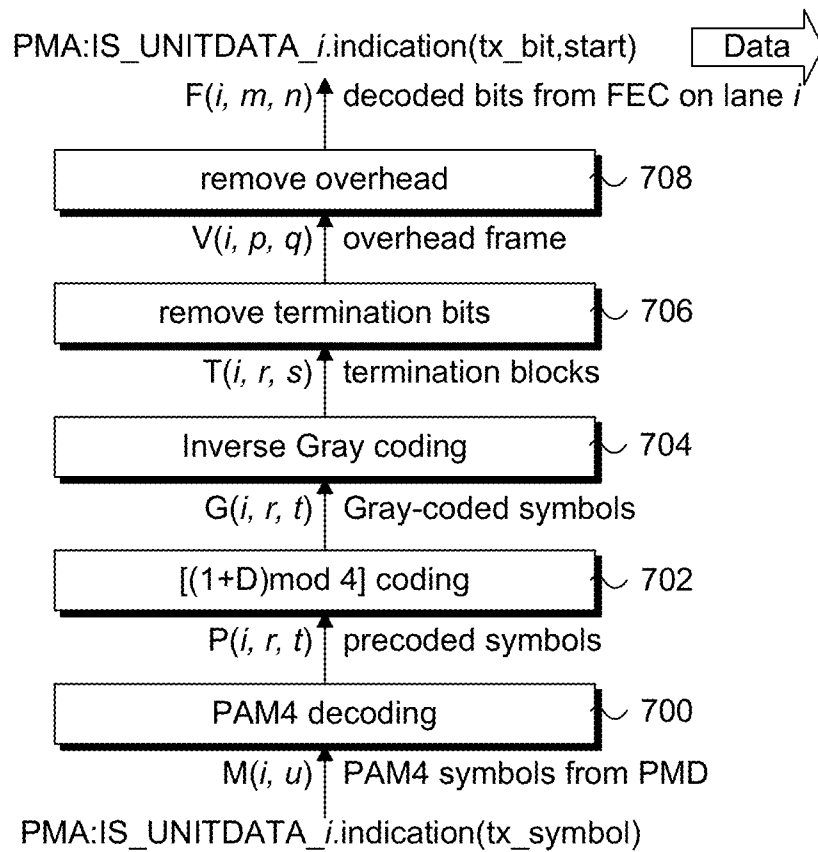 PMA:IS_UNITDATA_i.indication(tx_bit,start) Data
F(i, m, n) decoded bits from FEC on lane i
remove overhead 708
V(i, p, q) overhead frame
remove termination bits 706
T(i, r, s) termination blocks
Inverse Gray coding 704
G(i, r, t) Gray-coded symbols
[(1+D)mod 4] coding 702
P(i, r, t) precoded symbols
PAM4 decoding 700
M(i, u) PAM4 symbols from PMD
PMA:IS_UNITDATA_i.indication(tx_symbol)